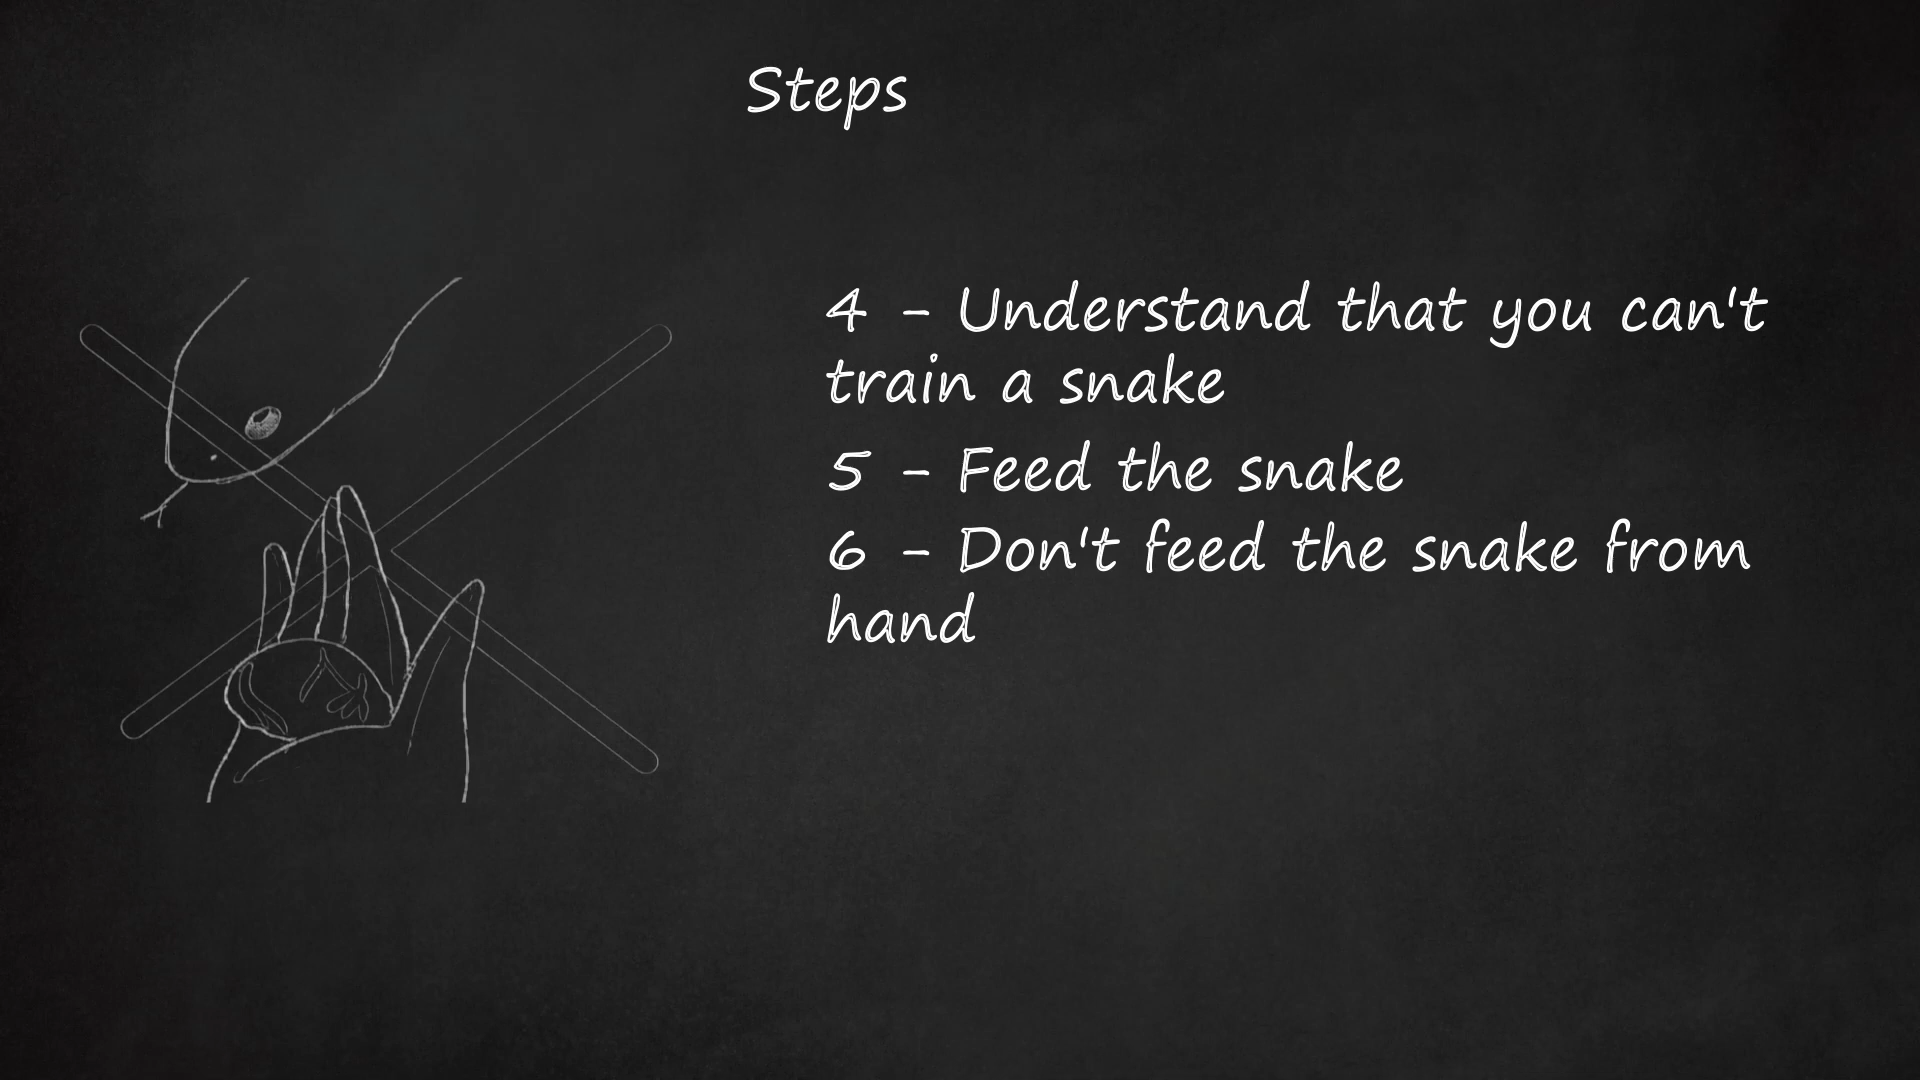 Steps
4 - Understand that you can't
train a snake
5 - Feed the snake
6 - Don't feed the snake from
hand